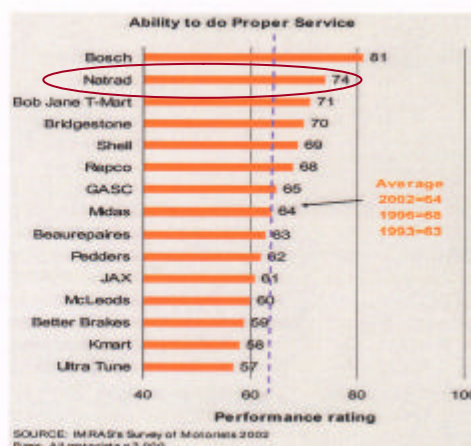 Ability to do Proper Service
Bosch 81
Natrad 74
Bob Jane T-Mart 71
Bridgestone 70
Shell 69
Repco 68
GASC 65
Midas 64
Beaurepaires 63
Pedders 62
JAX 61
McLeods 60
Better Brakes 59
Kmart 58
Ultra Tune 57
Average
2002=64
1996=68
1993=63
40 60 80 100
Performance rating
SOURCE: IMRAS's Survey of Motorists 2002